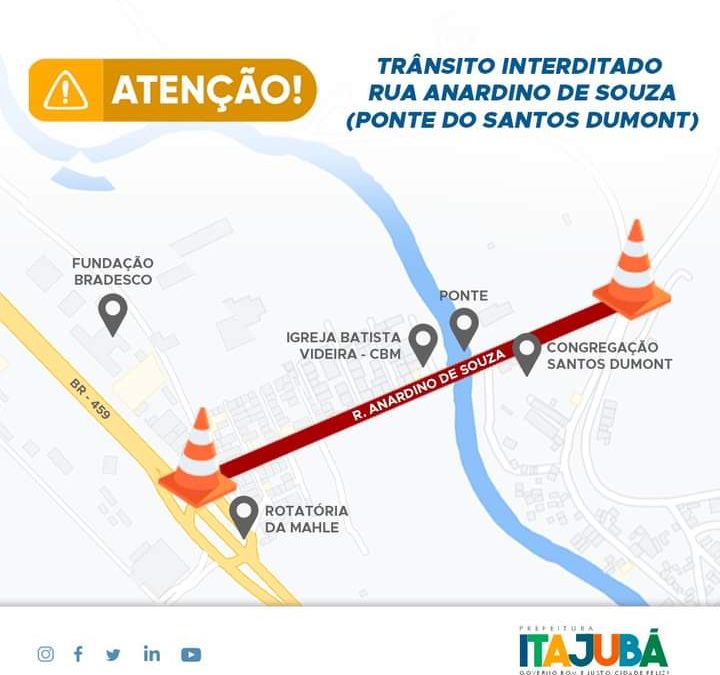 ATENÇÃO!
TRÂNSITO INTERDITADO
RUA ANARDINO DE SOUZA
(PONTE DO SANTOS DUMONT)
FUNDAÇÃO
BRADESCO
PONTE
IGREJA BATISTA
VIDEIRA - CBM
CONGREGAÇÃO
SANTOS DUMONT
R. ANARDINO DE SOUZA
BR - 459
ROTATÓRIA
DA MAHLE
PREFEITURA
ITAJUBÁ
GOVERNO BOM E JUSTO, CIDADE FELIZ!